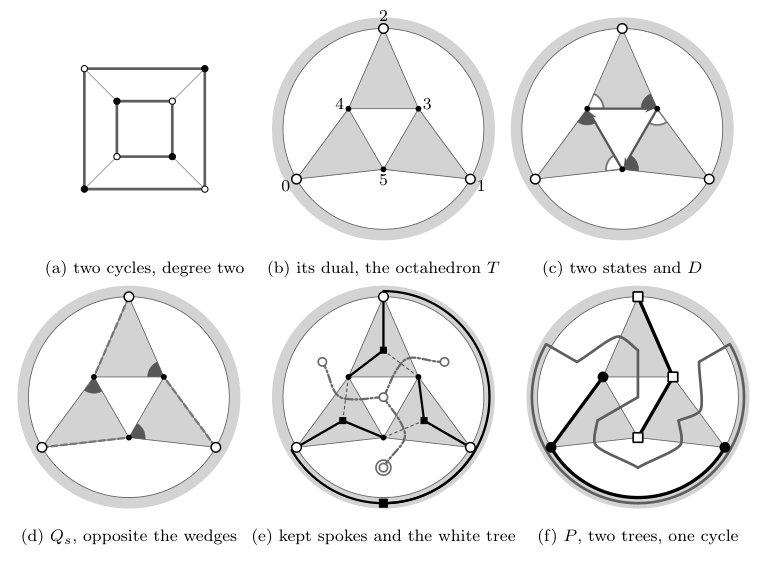 2
4
3
0
5
1
(a) two cycles, degree two
(b) its dual, the octahedron T
(c) two states and D
(d) Qₛ, opposite the wedges
(e) kept spokes and the white tree
(f) P, two trees, one cycle